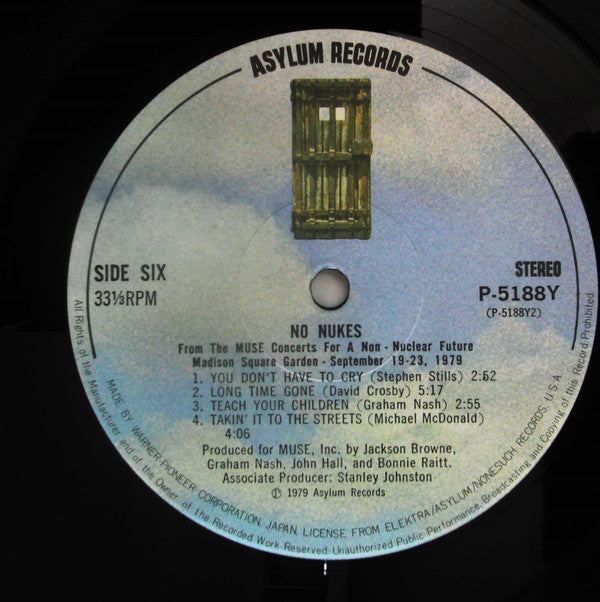 ASYLUM RECORDS
SIDE SIX
33⅓RPM
STEREO
P-5188Y
(P-5188Y2)
NO NUKES
From The MUSE Concerts For A Non - Nuclear Future
Madison Square Garden - September 19-23, 1979
1. YOU DON'T HAVE TO CRY (Stephen Stills) 2:52
2. LONG TIME GONE (David Crosby) 5:17
3. TEACH YOUR CHILDREN (Graham Nash) 2:55
4. TAKIN' IT TO THE STREETS (Michael McDonald)
4:06
Produced for MUSE, Inc. by Jackson Browne,
Graham Nash, John Hall, and Bonnie Raitt.
Associate Producer: Stanley Johnston
℗ 1979 Asylum Records
MADE BY WARNER PIONEER CORPORATION, JAPAN, LICENSE FROM ELEKTRA/ASYLUM/NONESUCH RECORDS, U.S.A.
All Rights of the Manufacturer and of the Owner of the Recorded Work Reserved Unauthorized Public Performance, Broadcasting and Copying of this Record Prohibited.